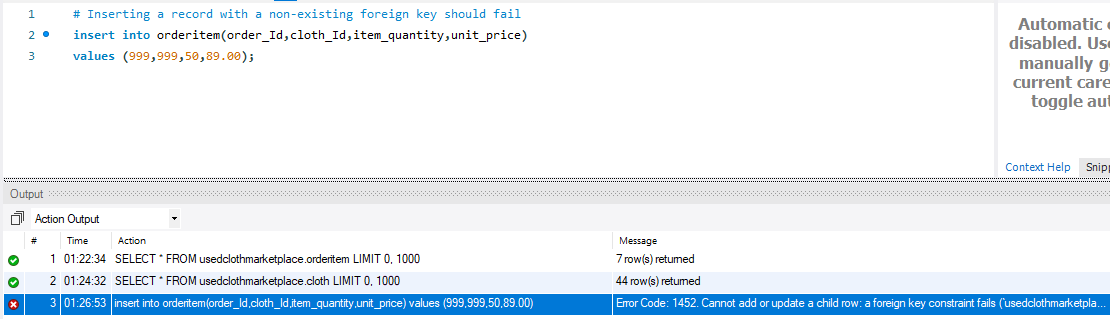 1 # Inserting a record with a non-existing foreign key should fail
2 insert into orderitem(order_Id,cloth_Id,item_quantity,unit_price)
3 values (999,999,50,89.00);
Automatic
disabled. Use
manually g
current care
toggle aut
Context Help Snipp
Output
Action Output
# Time Action Message
1 01:22:34 SELECT * FROM usedclothmarketplace.orderitem LIMIT 0, 1000 7 row(s) returned
2 01:24:32 SELECT * FROM usedclothmarketplace.cloth LIMIT 0, 1000 44 row(s) returned
3 01:26:53 insert into orderitem(order_Id,cloth_Id,item_quantity,unit_price) values (999,999,50,89.00) Error Code: 1452. Cannot add or update a child row: a foreign key constraint fails (`usedclothmarketpla...